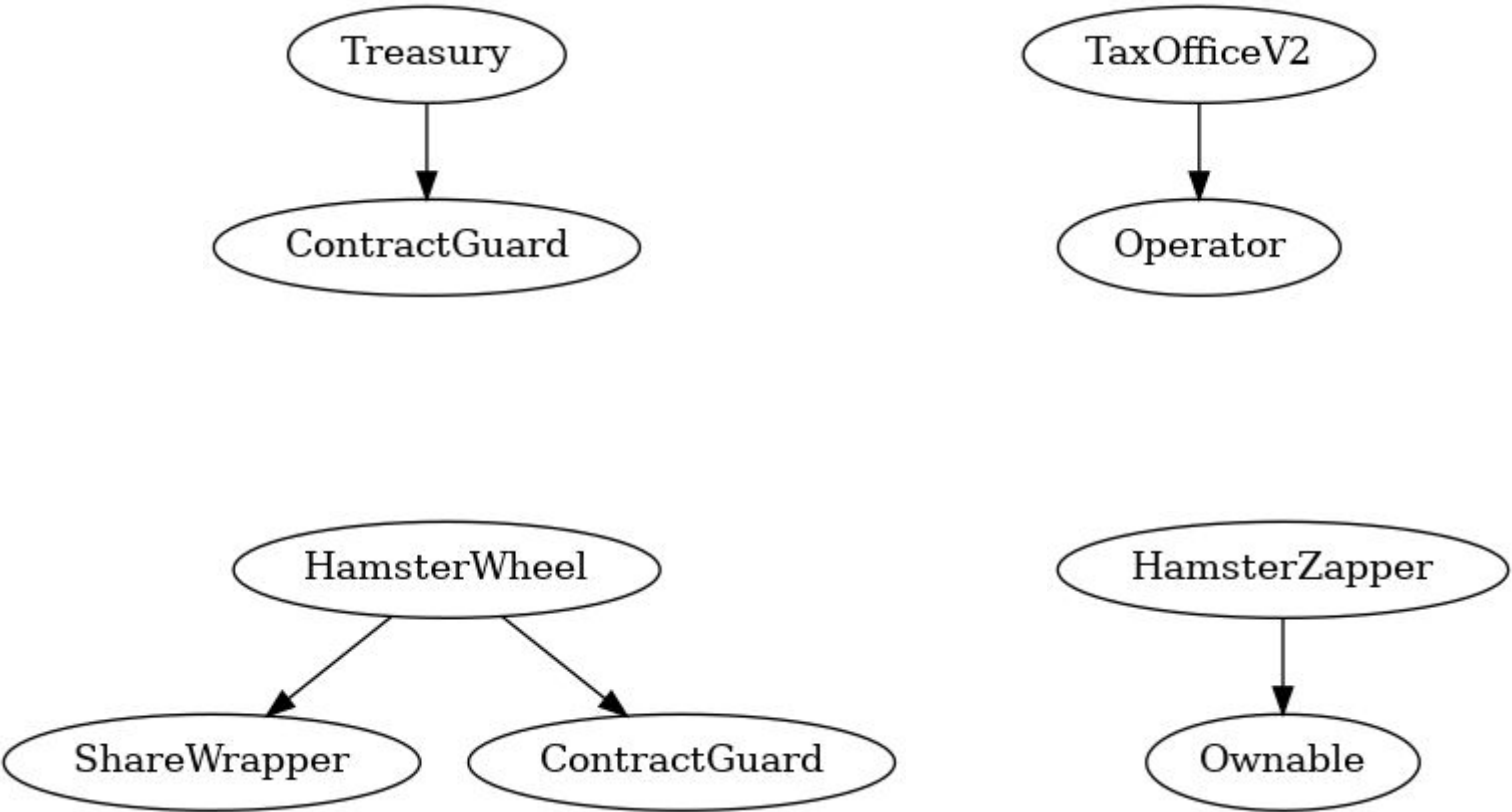 Treasury
TaxOfficeV2
ContractGuard
Operator
HamsterWheel
HamsterZapper
ShareWrapper
ContractGuard
Ownable